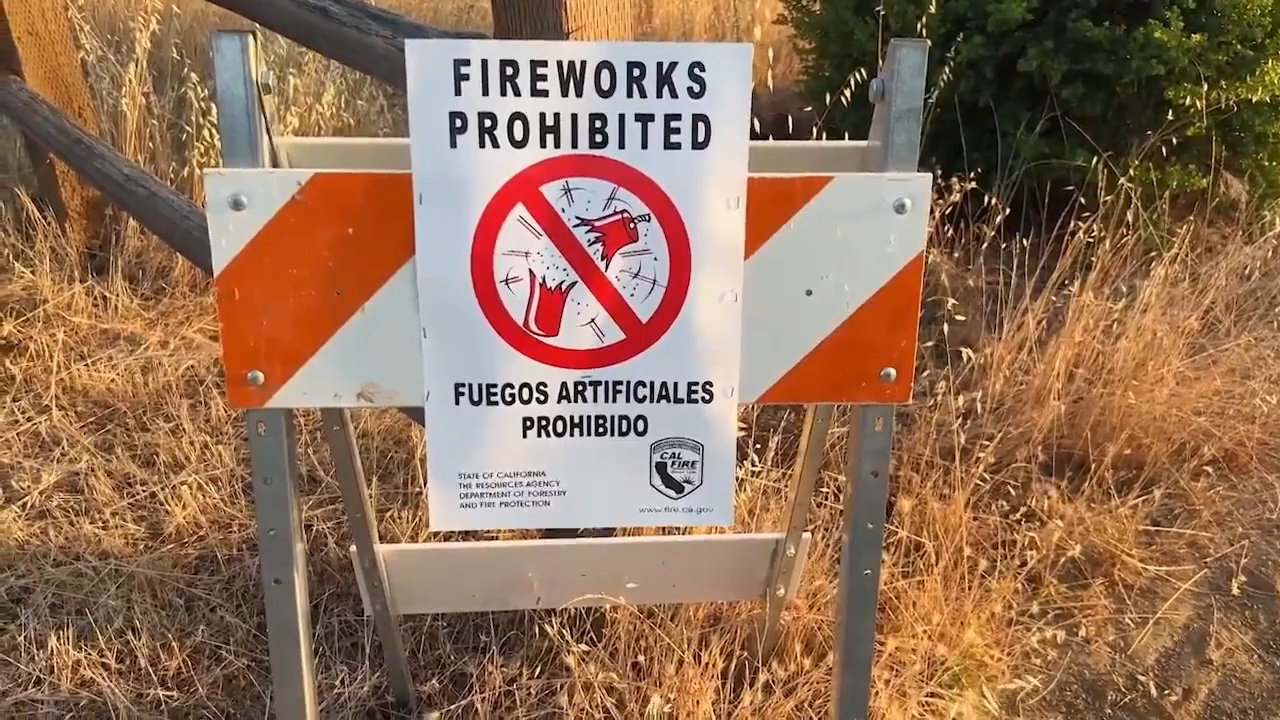 FIREWORKS
PROHIBITED
FUEGOS ARTIFICIALES
PROHIBIDO
STATE OF CALIFORNIA
THE RESOURCES AGENCY
DEPARTMENT OF FORESTRY
AND FIRE PROTECTION
CAL
FIRE
www.fire.ca.gov